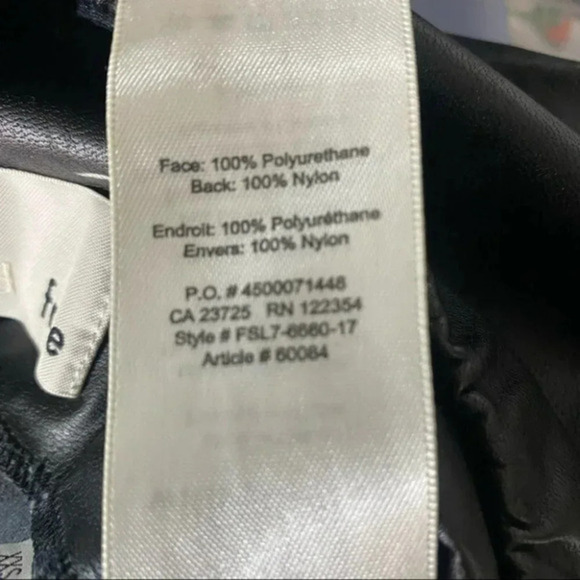 Face: 100% Polyurethane
Back: 100% Nylon
Endroit: 100% Polyuréthane
Envers: 100% Nylon
P.O. # 4500071448
CA 23725 RN 122354
Style # FSL7-6660-17
Article # 60084
XXS